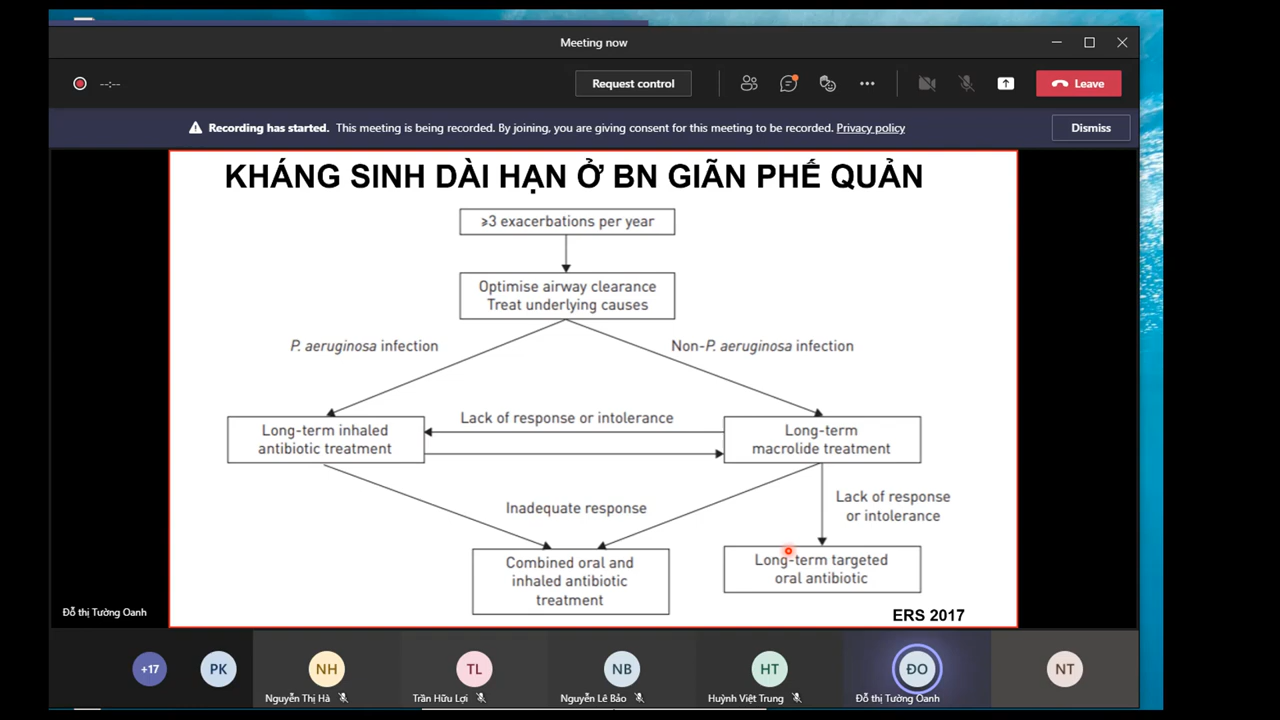 Meeting now
--:--
Request control
Leave
Recording has started. This meeting is being recorded. By joining, you are giving consent for this meeting to be recorded. Privacy policy
Dismiss
KHÁNG SINH DÀI HẠN Ở BN GIÃN PHẾ QUẢN
⩾3 exacerbations per year
Optimise airway clearance
Treat underlying causes
P. aeruginosa infection
Non-P. aeruginosa infection
Lack of response or intolerance
Long-term inhaled
antibiotic treatment
Long-term
macrolide treatment
Inadequate response
Lack of response
or intolerance
Combined oral and
inhaled antibiotic
treatment
Long-term targeted
oral antibiotic
ERS 2017
Đỗ thị Tường Oanh
+17
PK
NH
Nguyễn Thị Hà
TL
Trần Hữu Lợi
NB
Nguyễn Lê Bảo
HT
Huỳnh Việt Trung
ĐO
Đỗ thị Tường Oanh
NT